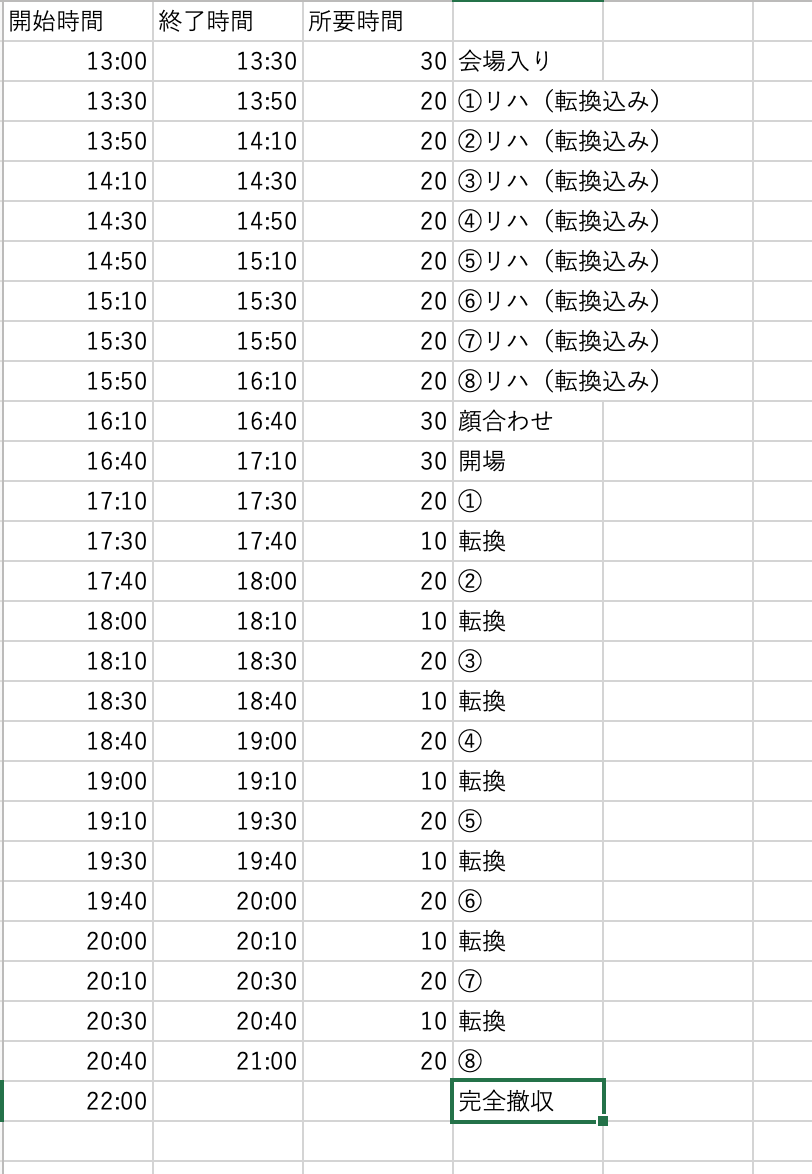 開始時間 終了時間 所要時間
13:00 13:30 30 会場入り
13:30 13:50 20 ①リハ（転換込み）
13:50 14:10 20 ②リハ（転換込み）
14:10 14:30 20 ③リハ（転換込み）
14:30 14:50 20 ④リハ（転換込み）
14:50 15:10 20 ⑤リハ（転換込み）
15:10 15:30 20 ⑥リハ（転換込み）
15:30 15:50 20 ⑦リハ（転換込み）
15:50 16:10 20 ⑧リハ（転換込み）
16:10 16:40 30 顔合わせ
16:40 17:10 30 開場
17:10 17:30 20 ①
17:30 17:40 10 転換
17:40 18:00 20 ②
18:00 18:10 10 転換
18:10 18:30 20 ③
18:30 18:40 10 転換
18:40 19:00 20 ④
19:00 19:10 10 転換
19:10 19:30 20 ⑤
19:30 19:40 10 転換
19:40 20:00 20 ⑥
20:00 20:10 10 転換
20:10 20:30 20 ⑦
20:30 20:40 10 転換
20:40 21:00 20 ⑧
22:00 完全撤収